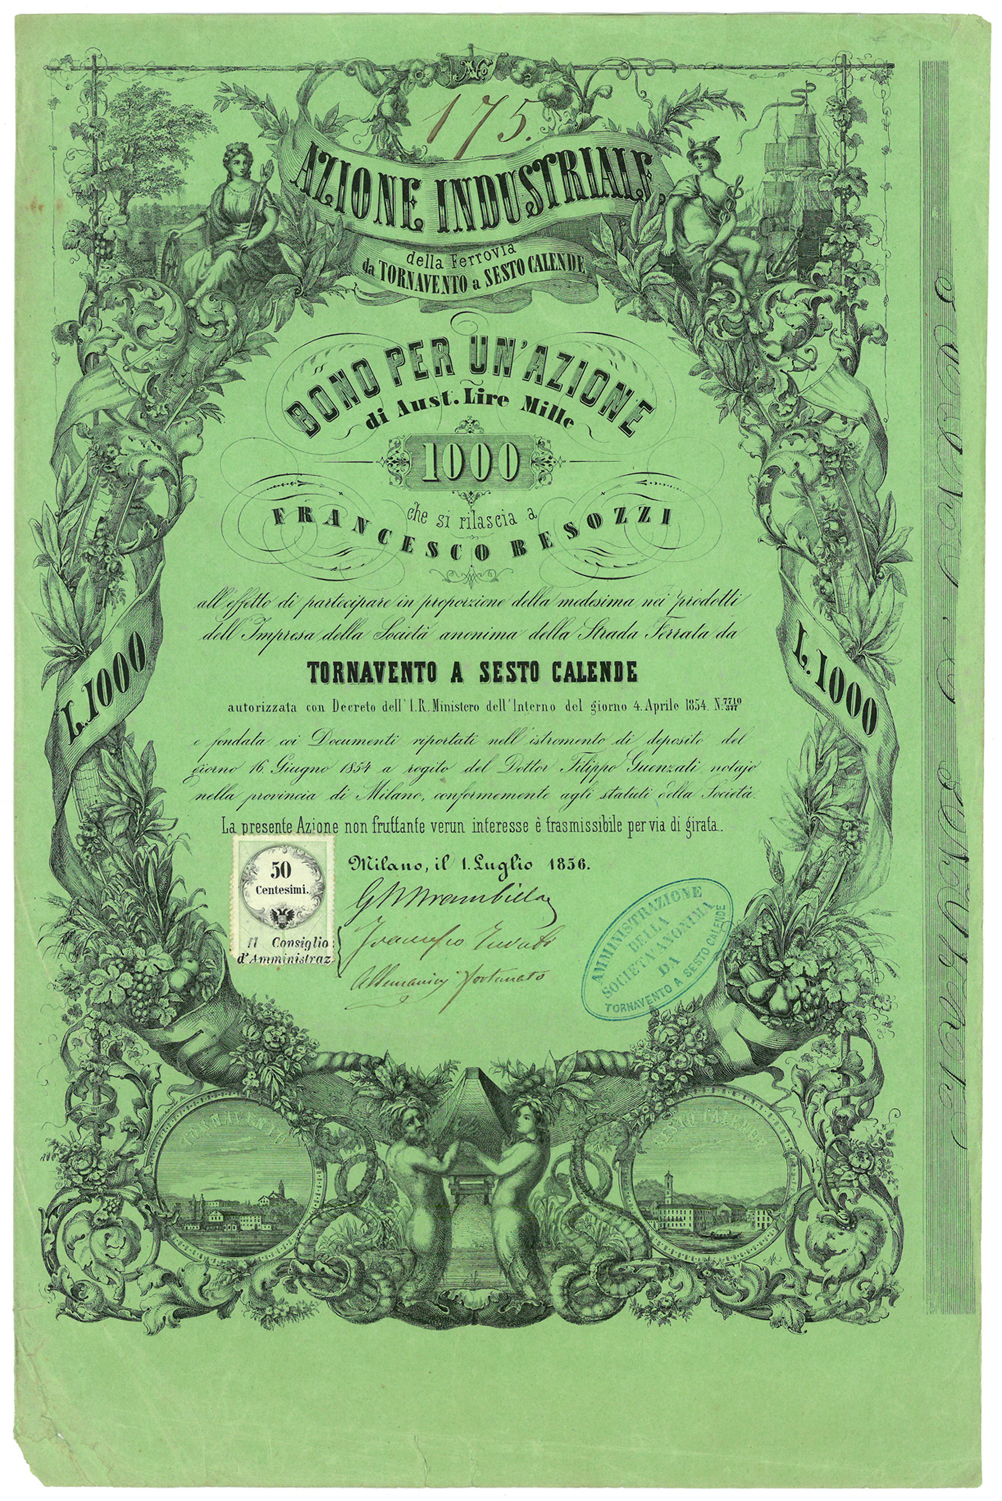 175.
AZIONE INDUSTRIALE
della Ferrovia
da TORNAVENTO a SESTO CALENDE
BONO PER UN'AZIONE
di Aust. Lire Mille
1000
che si rilascia a
FRANCESCO BESOZZI
all'effetto di partecipare in proporzione della medesima nei prodotti
dell'Impresa della Società anonima della Strada Ferrata da
TORNAVENTO A SESTO CALENDE
autorizzata con Decreto dell'I.R. Ministero dell'Interno del giorno 4. Aprile 1854. N. 7710/377
e fondata coi Documenti riportati nell'istromento di deposito del
giorno 16. Giugno 1854 a rogito del Dottor Filippo Guenzati, notajo
nella provincia di Milano, conformemente agli statuti della Società.
L. 1000
L. 1000
La presente Azione non fruttante verun interesse è trasmissibile per via di girata..
Milano, il 1. Luglio 1856.
50
Centesimi.
Il Consiglio
d'Amministraz
AMMINISTRAZIONE
DELLA
SOCIETA' ANONIMA
DA
TORNAVENTO A SESTO CALENDE
TORNAVENTO
SESTO CALENDE